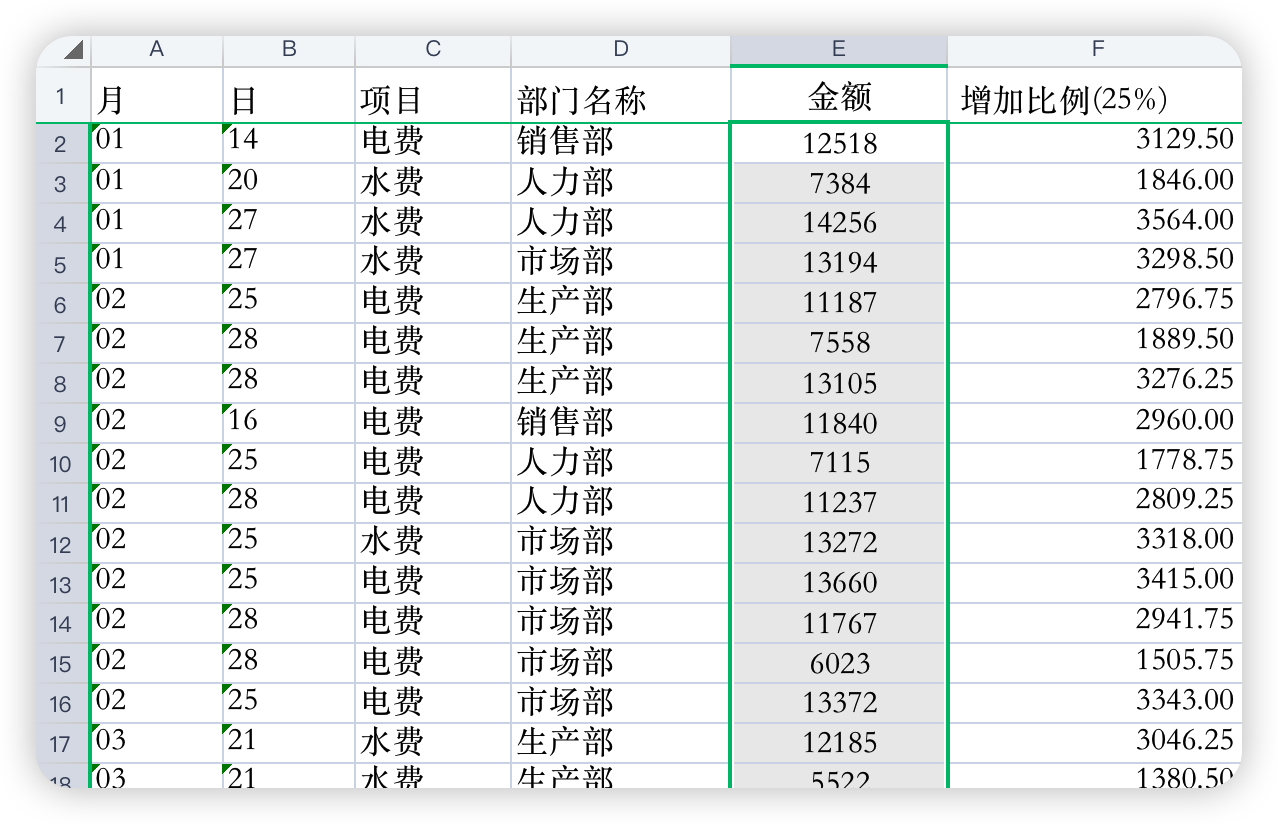 A B C D E F
1 月 日 项目 部门名称 金额 增加比例(25%)
2 01 14 电费 销售部 12518 3129.50
3 01 20 水费 人力部 7384 1846.00
4 01 27 水费 人力部 14256 3564.00
5 01 27 水费 市场部 13194 3298.50
6 02 25 电费 生产部 11187 2796.75
7 02 28 电费 生产部 7558 1889.50
8 02 28 电费 生产部 13105 3276.25
9 02 16 电费 销售部 11840 2960.00
10 02 25 电费 人力部 7115 1778.75
11 02 28 电费 人力部 11237 2809.25
12 02 25 水费 市场部 13272 3318.00
13 02 25 电费 市场部 13660 3415.00
14 02 28 电费 市场部 11767 2941.75
15 02 28 电费 市场部 6023 1505.75
16 02 25 电费 市场部 13372 3343.00
17 03 21 水费 生产部 12185 3046.25
18 03 21 水费 生产部 5522 1380.50